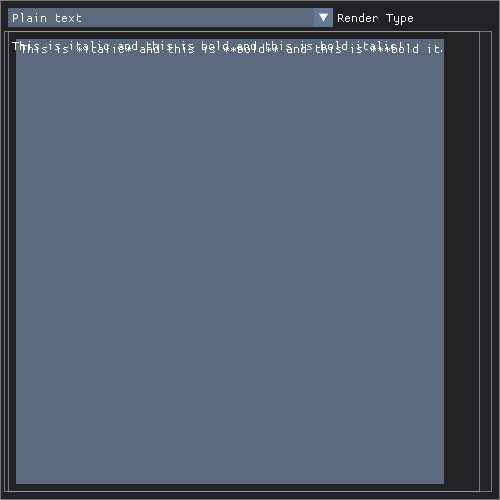 Plain text
Render Type
This is italic and this is bold and this is bold italic!
This is *italic* and this is **bold** and this is ***bold it